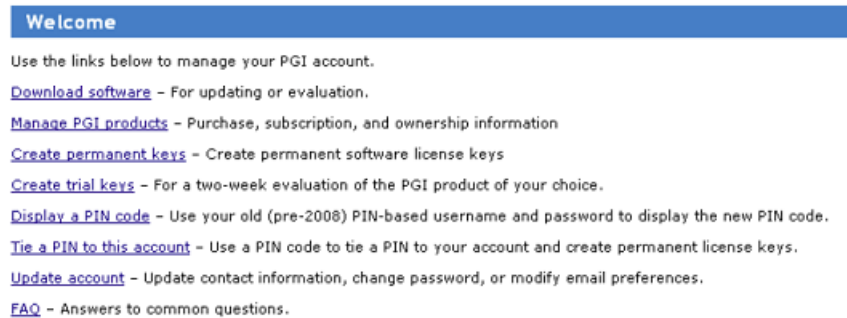 Welcome
Use the links below to manage your PGI account.
Download software – For updating or evaluation.
Manage PGI products – Purchase, subscription, and ownership information
Create permanent keys – Create permanent software license keys
Create trial keys – For a two-week evaluation of the PGI product of your choice.
Display a PIN code – Use your old (pre-2008) PIN-based username and password to display the new PIN code.
Tie a PIN to this account – Use a PIN code to tie a PIN to your account and create permanent license keys.
Update account – Update contact information, change password, or modify email preferences.
FAQ – Answers to common questions.